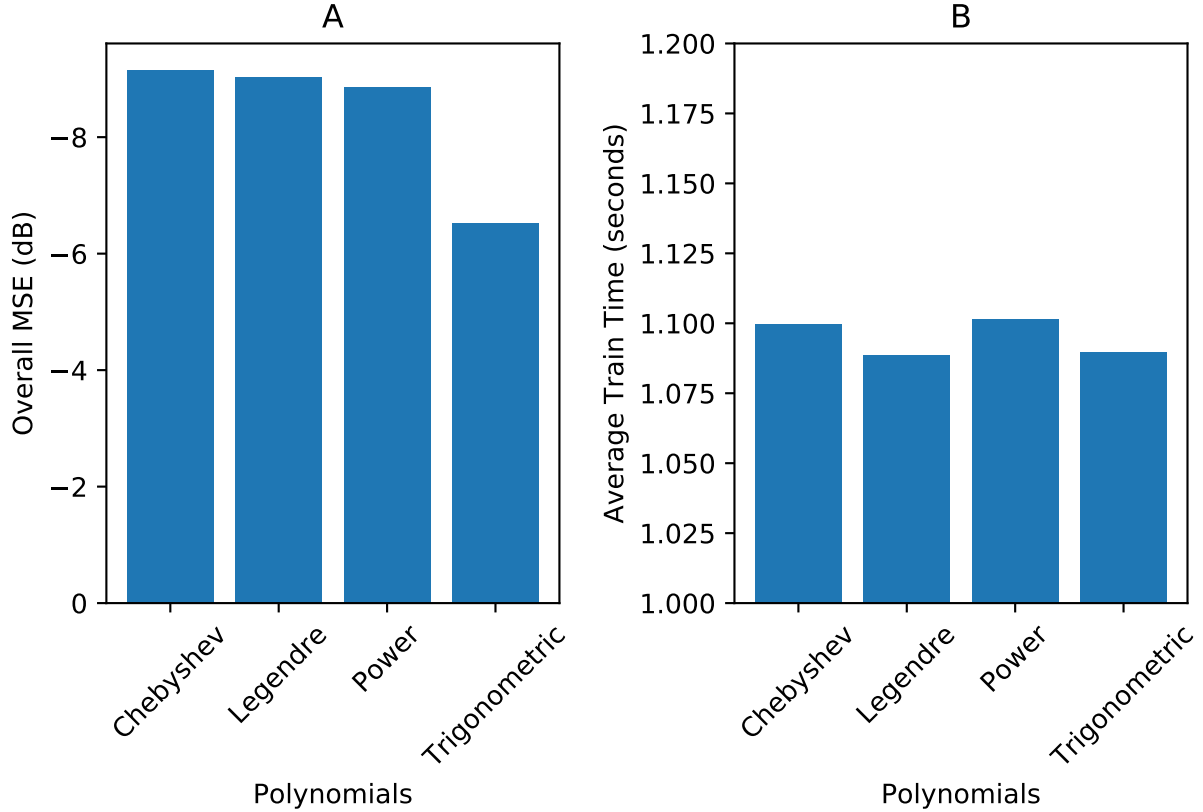 A
Overall MSE (dB)
−8
−6
−4
−2
0
Chebyshev
Legendre
Power
Trigonometric
Polynomials
B
Average Train Time (seconds)
1.200
1.175
1.150
1.125
1.100
1.075
1.050
1.025
1.000
Chebyshev
Legendre
Power
Trigonometric
Polynomials